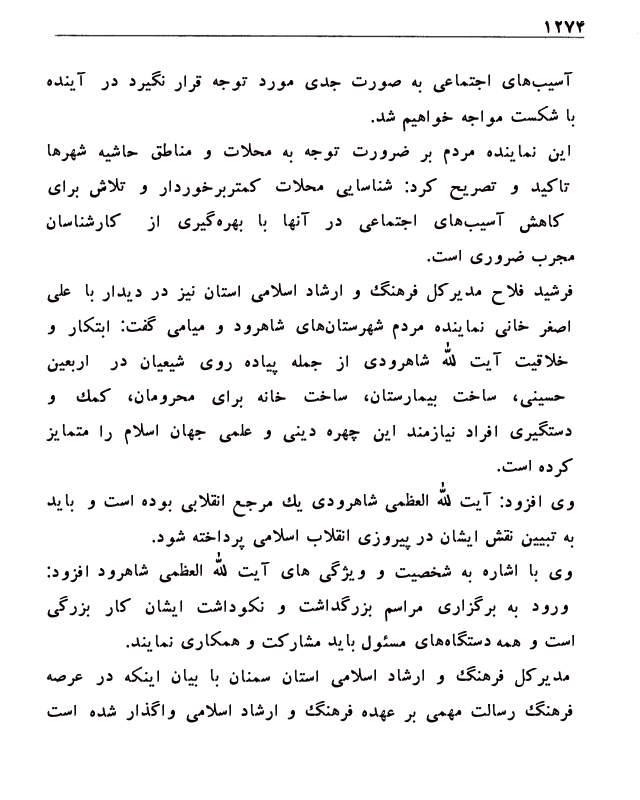 ۱۲۷۴
آسیب‌های اجتماعی به صورت جدی مورد توجه قرار نگیرد در آینده
با شکست مواجه خواهیم شد.
این نماینده مردم بر ضرورت توجه به محلات و مناطق حاشیه شهرها
تاکید و تصریح کرد: شناسایی محلات کمتربرخوردار و تلاش برای
کاهش آسیب‌های اجتماعی در آنها با بهره‌گیری از کارشناسان
مجرب ضروری است.
فرشید فلاح مدیرکل فرهنگ و ارشاد اسلامی استان نیز در دیدار با علی
اصغر خانی نماینده مردم شهرستان‌های شاهرود و میامی گفت: ابتکار و
خلاقیت آیت لله شاهرودی از جمله پیاده روی شیعیان در اربعین
حسینی، ساخت بیمارستان، ساخت خانه برای محرومان، کمک و
دستگیری افراد نیازمند این چهره دینی و علمی جهان اسلام را متمایز
کرده است.
وی افزود: آیت لله العظمی شاهرودی یک مرجع انقلابی بوده است و باید
به تبیین نقش ایشان در پیروزی انقلاب اسلامی پرداخته شود.
وی با اشاره به شخصیت و ویژگی های آیت لله العظمی شاهرود افزود:
ورود به برگزاری مراسم بزرگداشت و نکوداشت ایشان کار بزرگی
است و همه دستگاه‌های مسئول باید مشارکت و همکاری نمایند.
مدیرکل فرهنگ و ارشاد اسلامی استان سمنان با بیان اینکه در عرصه
فرهنگ رسالت مهمی بر عهده فرهنگ و ارشاد اسلامی واگذار شده است